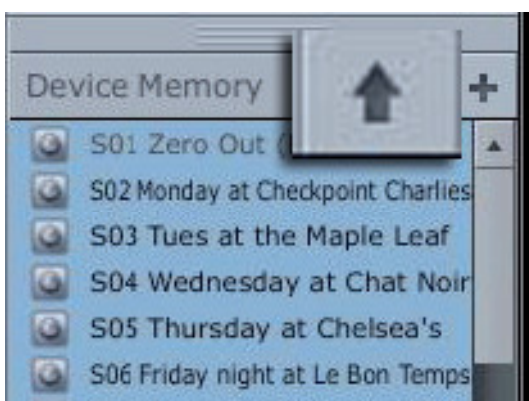 Device Memory
S01 Zero Out (
S02 Monday at Checkpoint Charlies
S03 Tues at the Maple Leaf
S04 Wednesday at Chat Noir
S05 Thursday at Chelsea's
S06 Friday night at Le Bon Temps